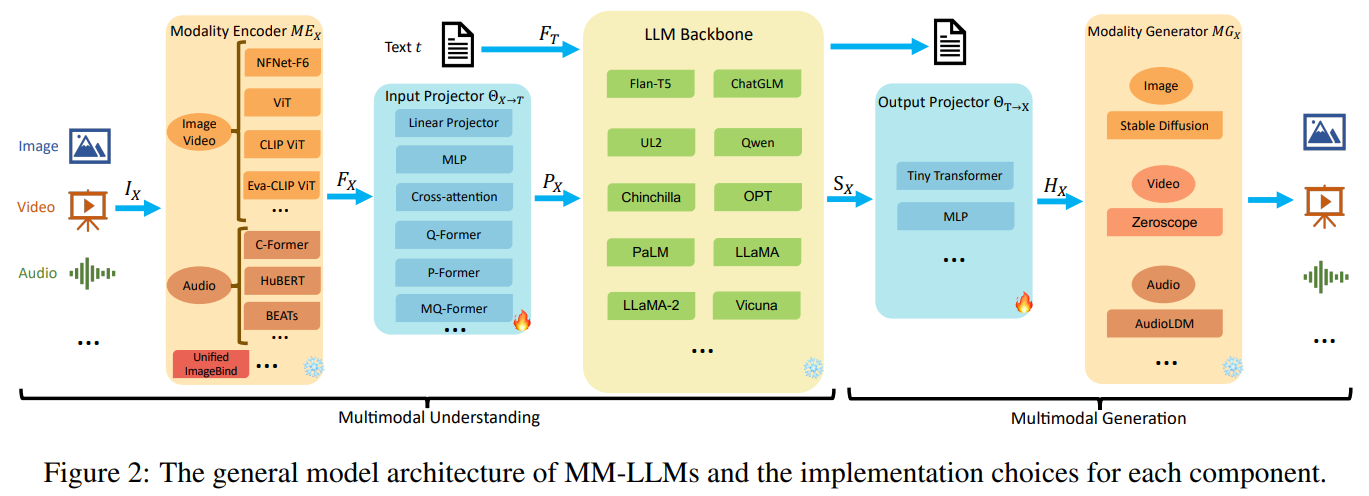 Modality Encoder ME_X
NFNet-F6
ViT
Image
Video
CLIP ViT
Eva-CLIP ViT
...
C-Former
Audio
HuBERT
BEATs
...
Unified
ImageBind
...
Image
Video
Audio
...
I_X
F_X
Text t
F_T
Input Projector Θ_X→T
Linear Projector
MLP
Cross-attention
Q-Former
P-Former
MQ-Former
...
P_X
LLM Backbone
Flan-T5
ChatGLM
UL2
Qwen
Chinchilla
OPT
PaLM
LLaMA
LLaMA-2
Vicuna
...
S_X
Output Projector Θ_T→X
Tiny Transformer
MLP
...
H_X
Modality Generator MG_X
Image
Stable Diffusion
Video
Zeroscope
Audio
AudioLDM
...
...
Multimodal Understanding
Multimodal Generation
Figure 2: The general model architecture of MM-LLMs and the implementation choices for each component.